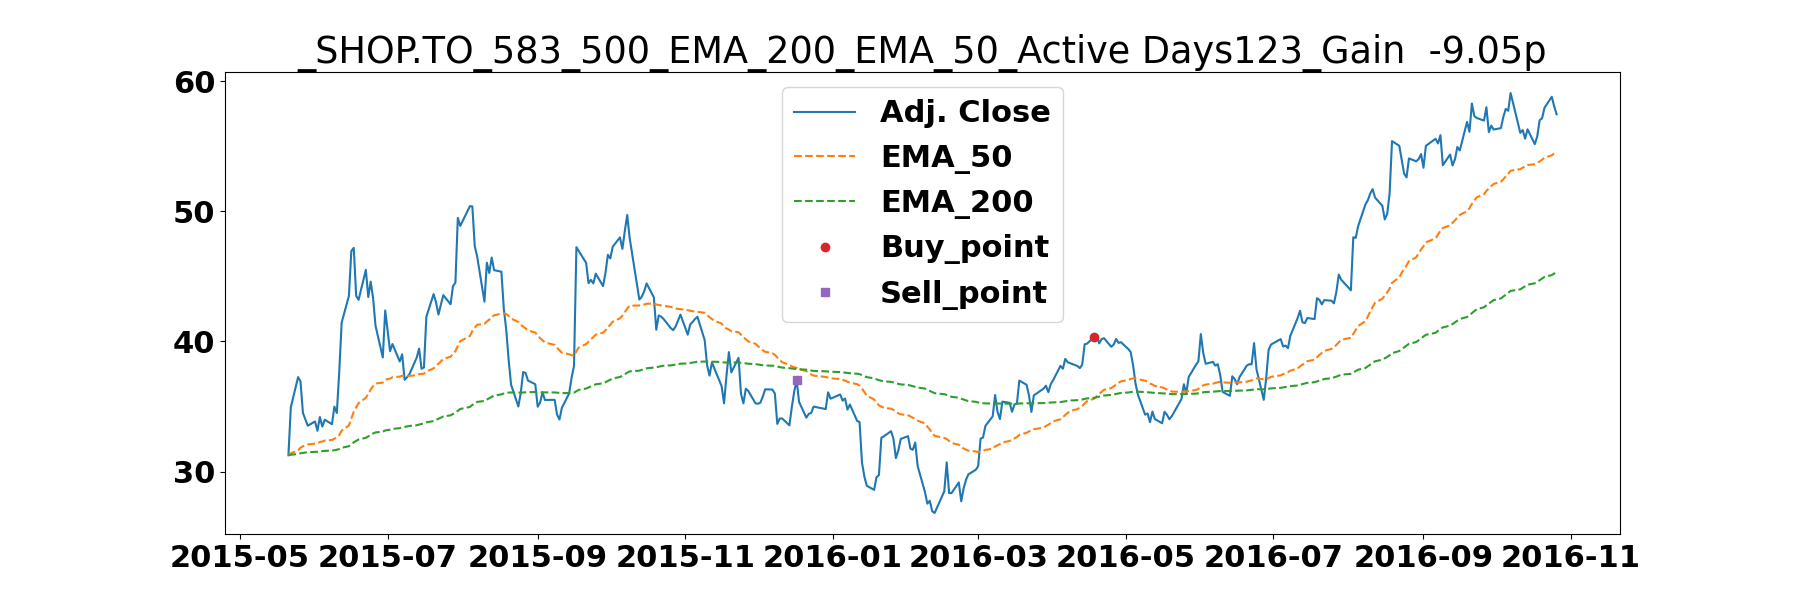 _SHOP.TO_583_500_EMA_200_EMA_50_Active Days123_Gain  -9.05p
60
50
40
30
Adj. Close
EMA_50
EMA_200
Buy_point
Sell_point
2015-05 2015-07 2015-09 2015-11 2016-01 2016-03 2016-05 2016-07 2016-09 2016-11